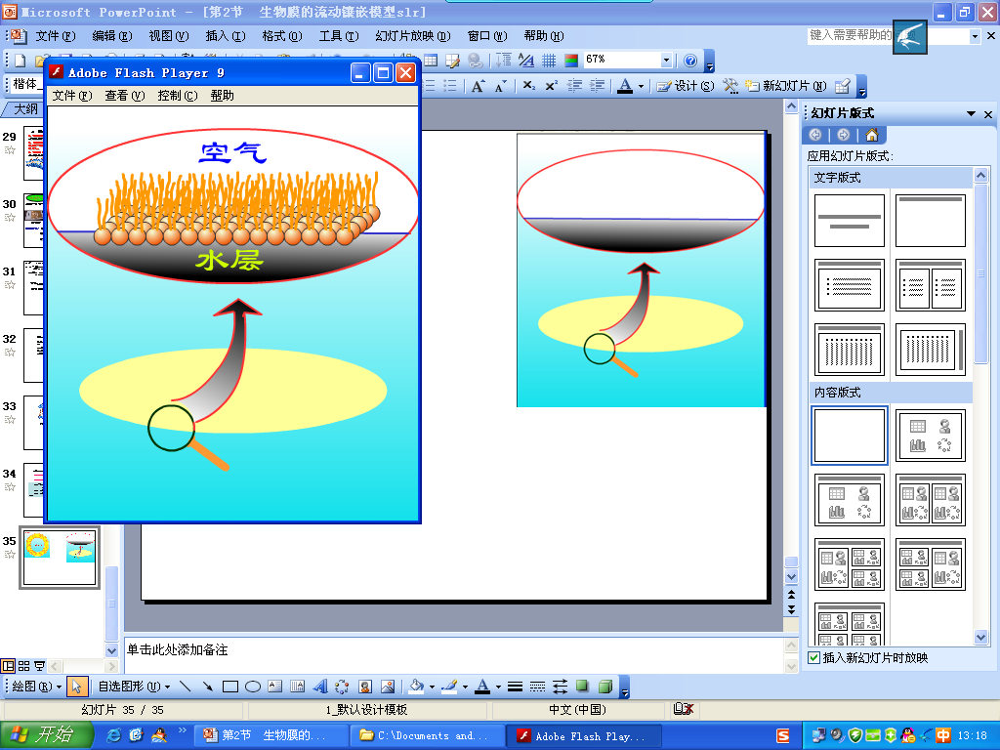 Microsoft PowerPoint - [第2节 生物膜的流动镶嵌模型slr]
文件(F) 编辑(E) 视图(V) 插入(I) 格式(O) 工具(T) 幻灯片放映(D) 窗口(W) 帮助(H)
键入需要帮助的
67%
楷体_
设计(S) 新幻灯片(N)
大纲
Adobe Flash Player 9
文件(F) 查看(V) 控制(C) 帮助
空气
水层
29
30
31
32
33
34
35
幻灯片版式
应用幻灯片版式:
文字版式
内容版式
插入新幻灯片时放映
单击此处添加备注
绘图(R) 自选图形(U)
幻灯片 35 / 35
1_默认设计模板
中文(中国)
开始
第2节 生物膜的...
C:\Documents and...
Adobe Flash Play...
中
13:18